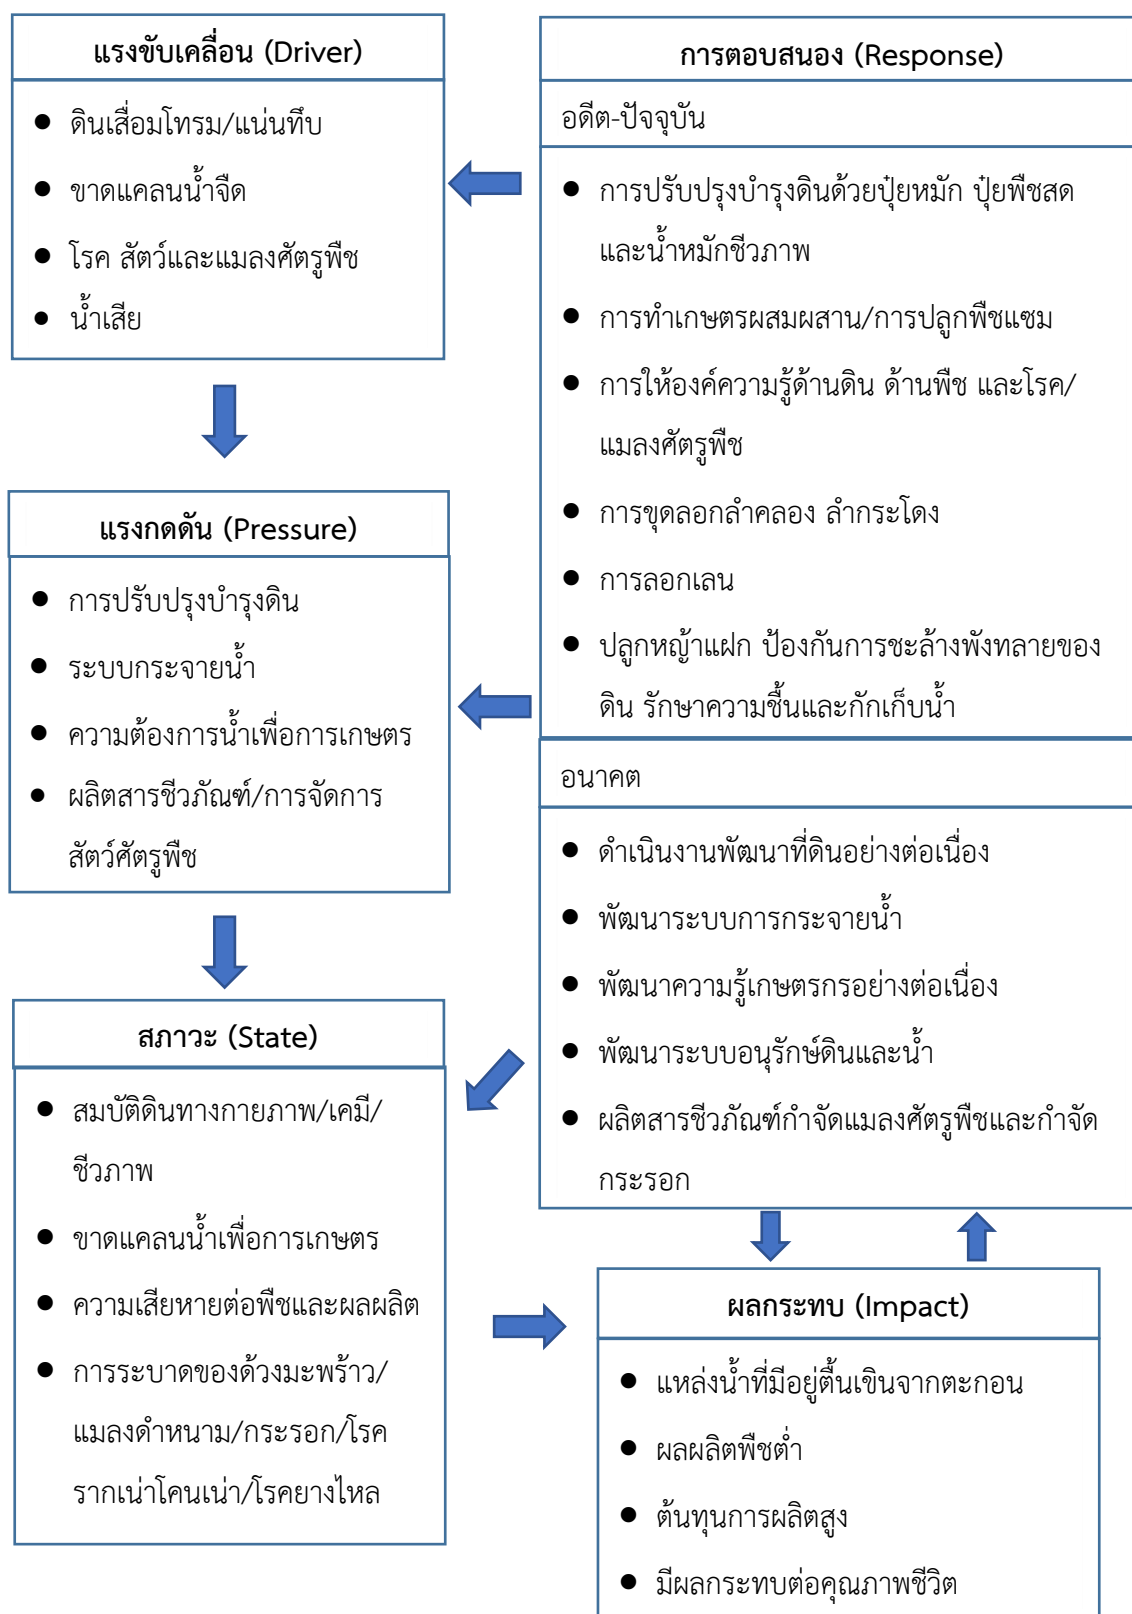 แรงขับเคลื่อน (Driver)
ดินเสื่อมโทรม/แน่นทึบ
ขาดแคลนน้ำจืด
โรค สัตว์และแมลงศัตรูพืช
น้ำเสีย
แรงกดดัน (Pressure)
การปรับปรุงบำรุงดิน
ระบบกระจายน้ำ
ความต้องการน้ำเพื่อการเกษตร
ผลิตสารชีวภัณฑ์/การจัดการ
สัตว์ศัตรูพืช
สภาวะ (State)
สมบัติดินทางกายภาพ/เคมี/
ชีวภาพ
ขาดแคลนน้ำเพื่อการเกษตร
ความเสียหายต่อพืชและผลผลิต
การระบาดของด้วงมะพร้าว/
แมลงดำหนาม/กระรอก/โรค
รากเน่าโคนเน่า/โรคยางไหล
การตอบสนอง (Response)
อดีต-ปัจจุบัน
การปรับปรุงบำรุงดินด้วยปุ๋ยหมัก ปุ๋ยพืชสด
และน้ำหมักชีวภาพ
การทำเกษตรผสมผสาน/การปลูกพืชแซม
การให้องค์ความรู้ด้านดิน ด้านพืช และโรค/
แมลงศัตรูพืช
การขุดลอกลำคลอง ลำกระโดง
การลอกเลน
ปลูกหญ้าแฝก ป้องกันการชะล้างพังทลายของ
ดิน รักษาความชื้นและกักเก็บน้ำ
อนาคต
ดำเนินงานพัฒนาที่ดินอย่างต่อเนื่อง
พัฒนาระบบการกระจายน้ำ
พัฒนาความรู้เกษตรกรอย่างต่อเนื่อง
พัฒนาระบบอนุรักษ์ดินและน้ำ
ผลิตสารชีวภัณฑ์กำจัดแมลงศัตรูพืชและกำจัด
กระรอก
ผลกระทบ (Impact)
แหล่งน้ำที่มีอยู่ตื้นเขินจากตะกอน
ผลผลิตพืชต่ำ
ต้นทุนการผลิตสูง
มีผลกระทบต่อคุณภาพชีวิต